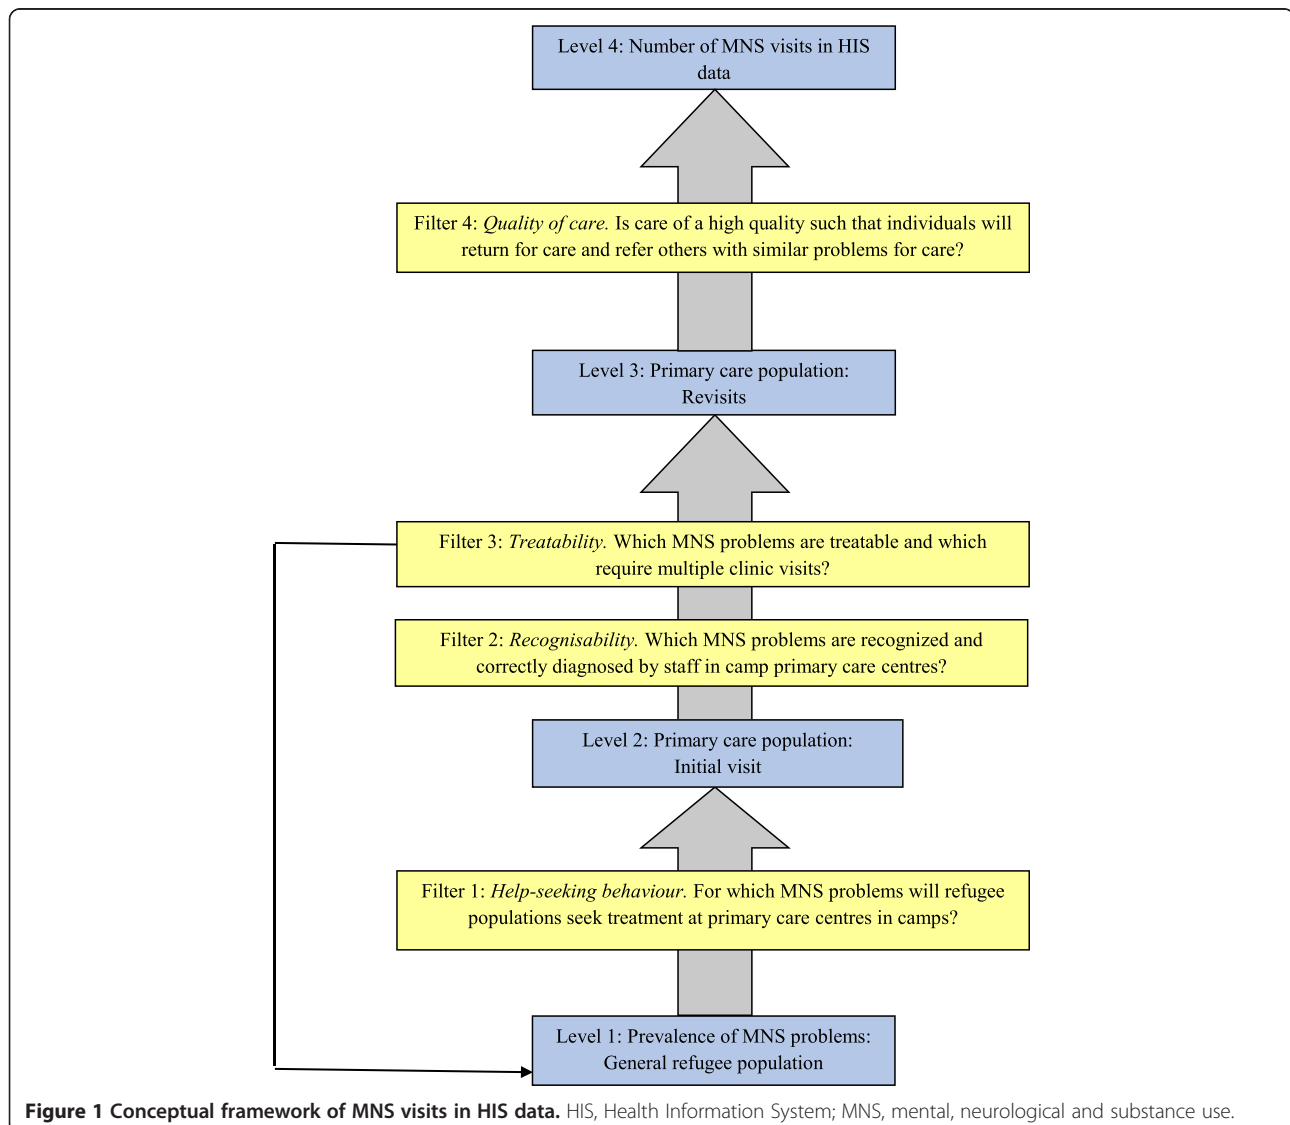 Level 4: Number of MNS visits in HIS
data
Filter 4: Quality of care. Is care of a high quality such that individuals will
return for care and refer others with similar problems for care?
Level 3: Primary care population:
Revisits
Filter 3: Treatability. Which MNS problems are treatable and which
require multiple clinic visits?
Filter 2: Recognisability. Which MNS problems are recognized and
correctly diagnosed by staff in camp primary care centres?
Level 2: Primary care population:
Initial visit
Filter 1: Help-seeking behaviour. For which MNS problems will refugee
populations seek treatment at primary care centres in camps?
Level 1: Prevalence of MNS problems:
General refugee population
Figure 1 Conceptual framework of MNS visits in HIS data. HIS, Health Information System; MNS, mental, neurological and substance use.